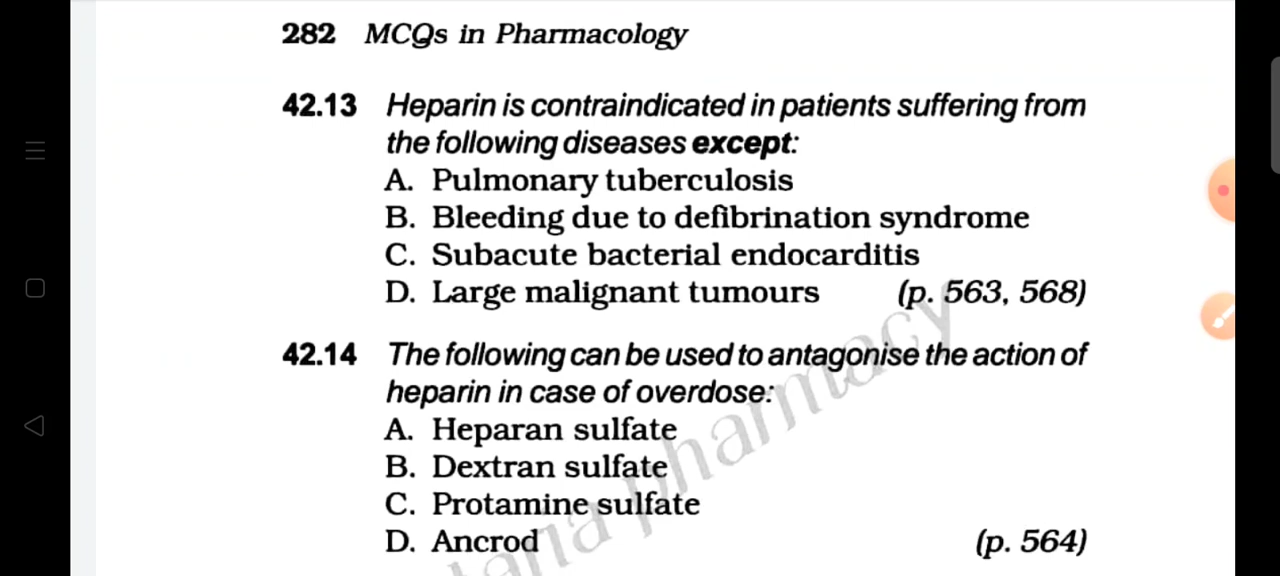 282 MCQs in Pharmacology
42.13 Heparin is contraindicated in patients suffering from
the following diseases except:
A. Pulmonary tuberculosis
B. Bleeding due to defibrination syndrome
C. Subacute bacterial endocarditis
D. Large malignant tumours (p. 563, 568)
42.14 The following can be used to antagonise the action of
heparin in case of overdose:
A. Heparan sulfate
B. Dextran sulfate
C. Protamine sulfate
D. Ancrod (p. 564)
pharmacy